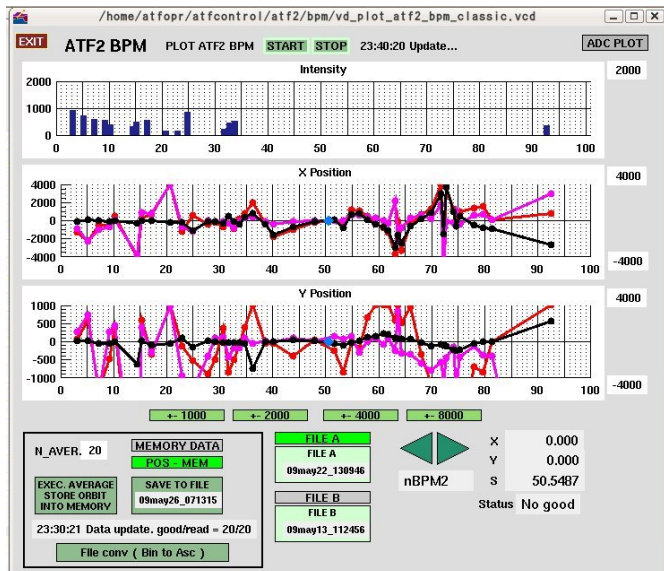 /home/atfopr/atfcontrol/atf2/bpm/vd_plot_atf2_bpm_classic.vcd
EXIT ATF2 BPM PLOT ATF2 BPM START STOP 23:40:20 Update... ADC PLOT
Intensity
2000 2000
1000
0
0 10 20 30 40 50 60 70 80 90 100
X Position
4000 4000
2000
0
-2000
-4000 -4000
0 10 20 30 40 50 60 70 80 90 100
Y Position
1000 4000
500
0
-500
-1000 -4000
0 10 20 30 40 50 60 70 80 90 100
+- 1000 +- 2000 +- 4000 +- 8000
N_AVER. 20
MEMORY DATA
POS - MEM
EXEC. AVERAGE
STORE ORBIT
INTO MEMORY
SAVE TO FILE
09may26_071315
23:30:21 Data update. good/read = 20/20
File conv ( Bin to Asc )
FILE A
FILE A
09may22_130946
FILE B
FILE B
09may13_112456
nBPM2
X 0.000
Y 0.000
S 50.5487
Status No good